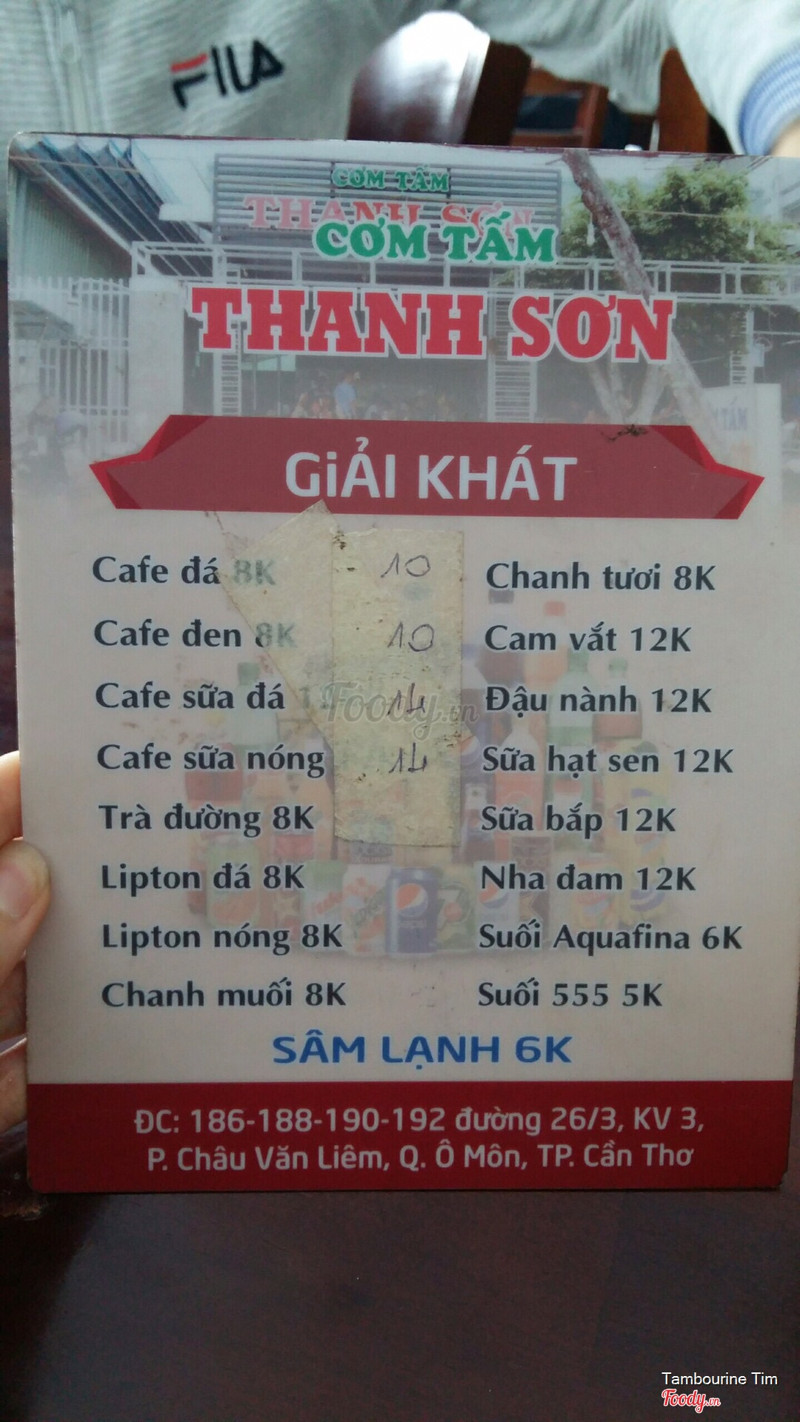 FILA
CƠM TẤM
THANH SƠN
CƠM TẤM
THANH SƠN
GiẢI KHÁT
Cafe đá 8K 10
Cafe đen 8K 10
Cafe sữa đá 14
Cafe sữa nóng 14
Trà đường 8K
Lipton đá 8K
Lipton nóng 8K
Chanh muối 8K
Chanh tươi 8K
Cam vắt 12K
Đậu nành 12K
Sữa hạt sen 12K
Sữa bắp 12K
Nha đam 12K
Suối Aquafina 6K
Suối 555 5K
SÂM LẠNH 6K
ĐC: 186-188-190-192 đường 26/3, KV 3,
P. Châu Văn Liêm, Q. Ô Môn, TP. Cần Thơ
Foody.vn
Tambourine Tim
Foody.vn